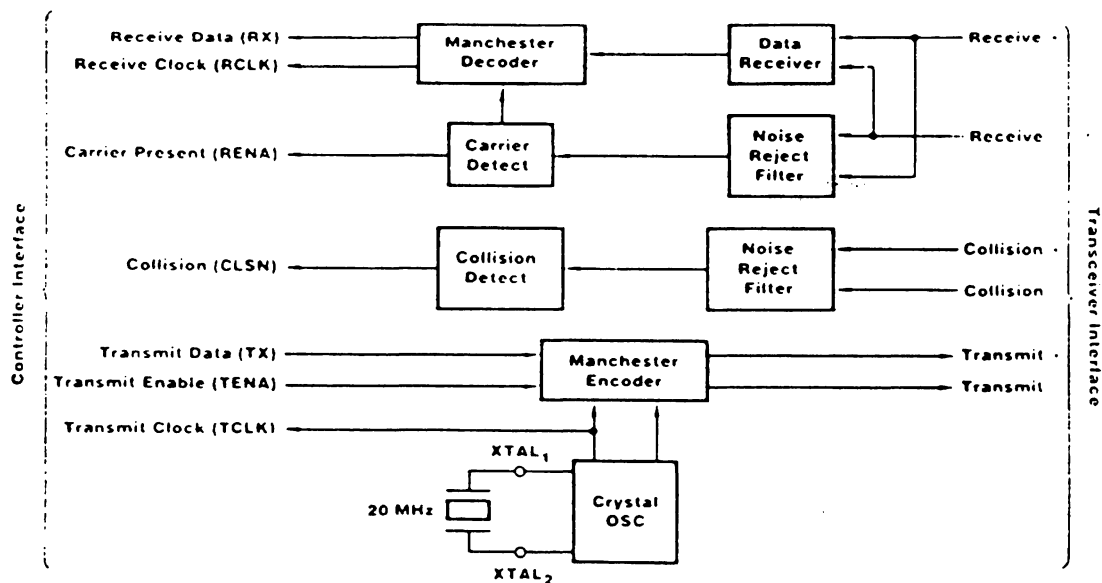 Receive Data (RX)
Receive Clock (RCLK)
Manchester
Decoder
Data
Receiver
Receive
Carrier Present (RENA)
Carrier
Detect
Noise
Reject
Filter
Receive
Controller Interface
Transceiver Interface
Collision (CLSN)
Collision
Detect
Noise
Reject
Filter
Collision
Collision
Transmit Data (TX)
Transmit Enable (TENA)
Manchester
Encoder
Transmit
Transmit
Transmit Clock (TCLK)
XTAL1
20 MHz
Crystal
OSC
XTAL2